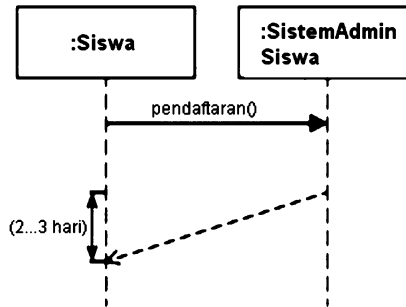 :Siswa
:SistemAdmin
Siswa
pendaftaran()
(2...3 hari)